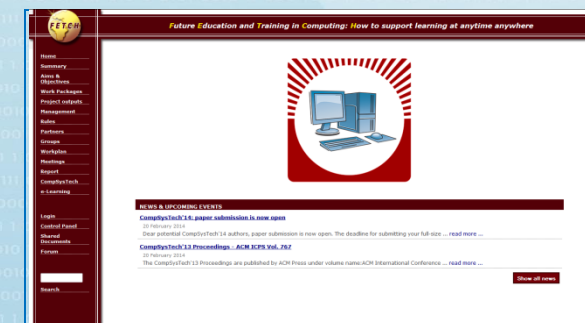 FETCH
Future Education and Training in Computing: How to support learning at anytime anywhere
Home
Summary
Aims &
Objectives
Work Packages
Project outputs
Management
Rules
Partners
Groups
Workplan
Meetings
Report
CompSysTech
e-Learning
Login
Control Panel
Shared
Documents
Forum
Search
NEWS & UPCOMING EVENTS
CompSysTech'14: paper submission is now open
20 February 2014
Dear potential CompSysTech'14 authors, paper submission is now open. The deadline for submitting your full-size ... read more ...
CompSysTech'13 Proceedings - ACM ICPS Vol. 767
20 February 2014
The CompSysTech'13 Proceedings are published by ACM Press under volume name:ACM International Conference ... read more ...
Show all news